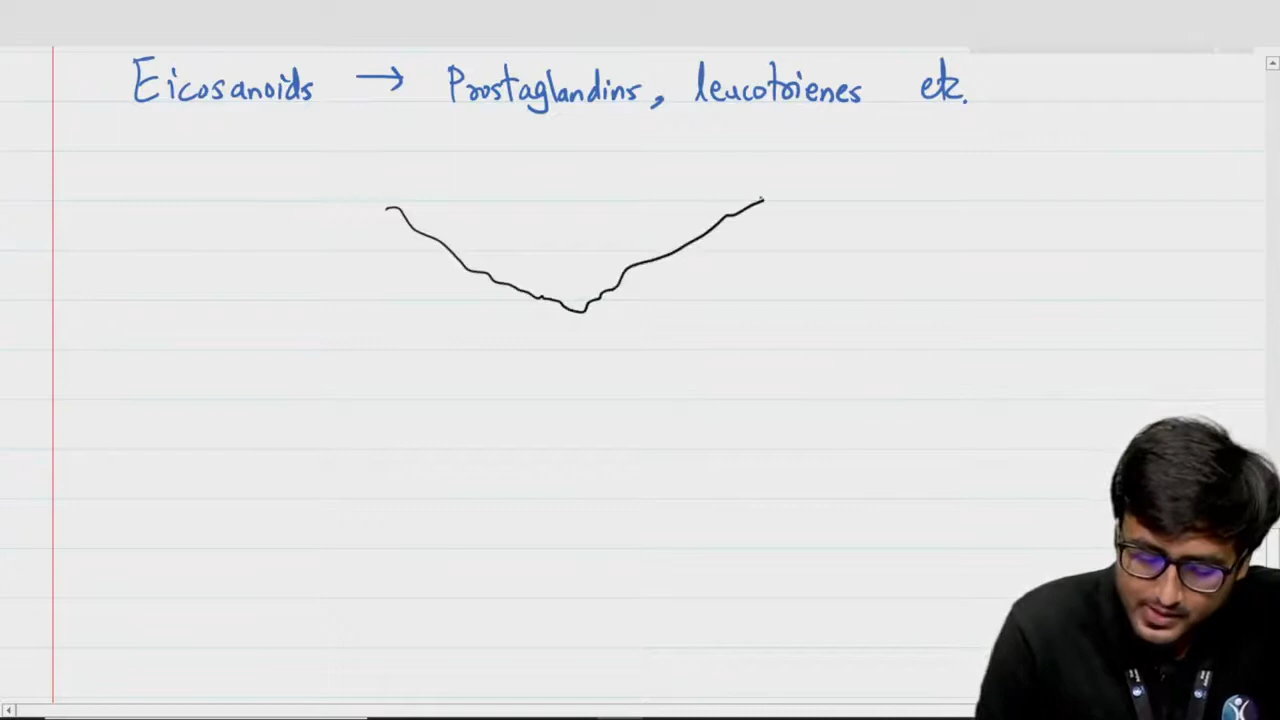 Eicosanoids → Prostaglandins, leucotrienes etc.